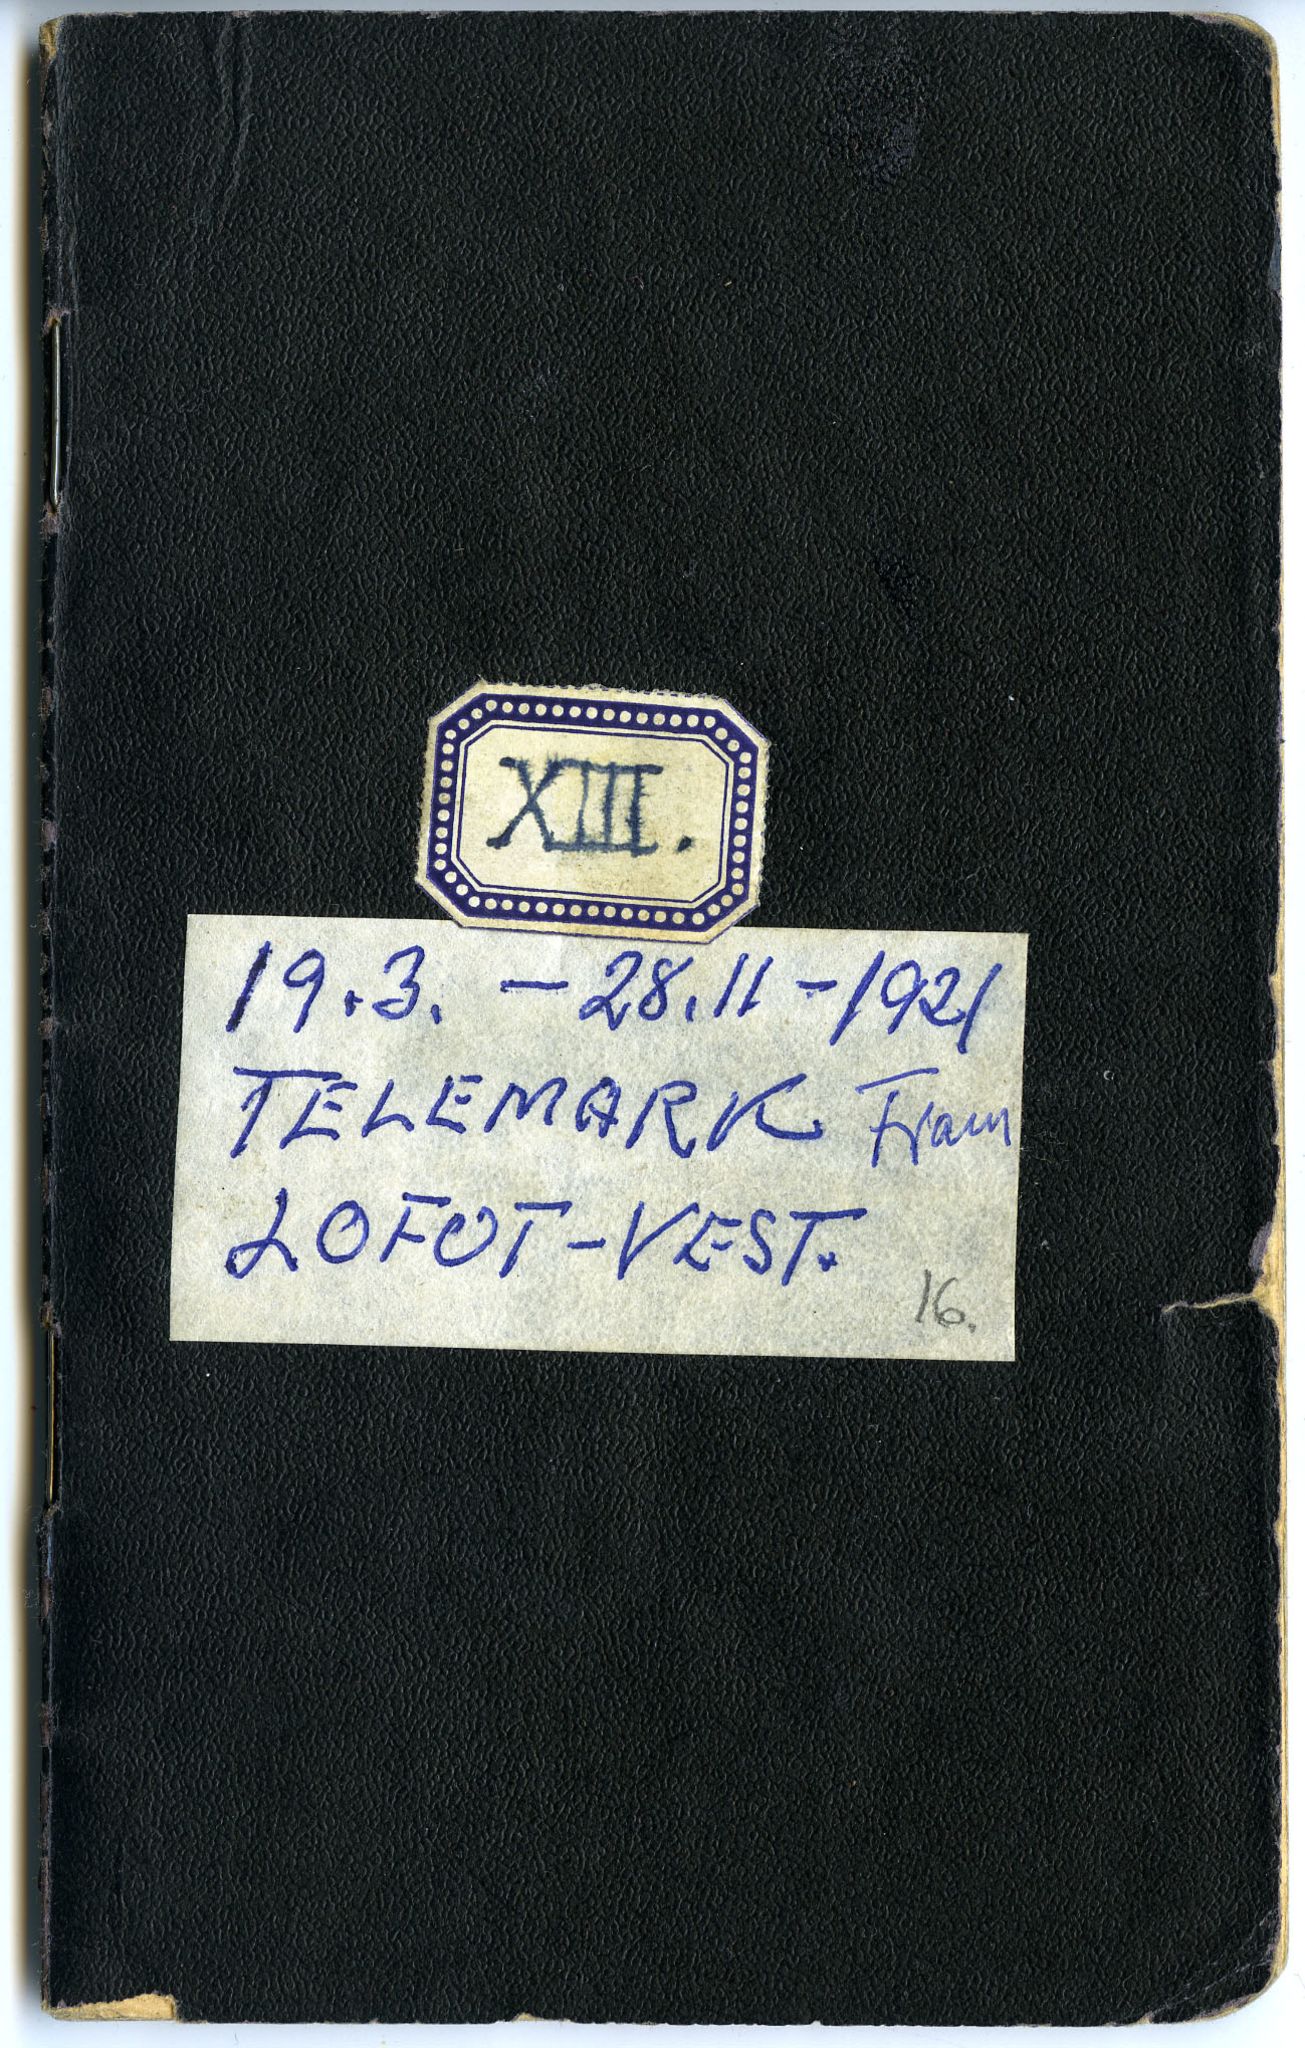 XIII.
19.3. – 28.11 – 1921
TELEMARK Fram
LOFOT-VEST.
16.